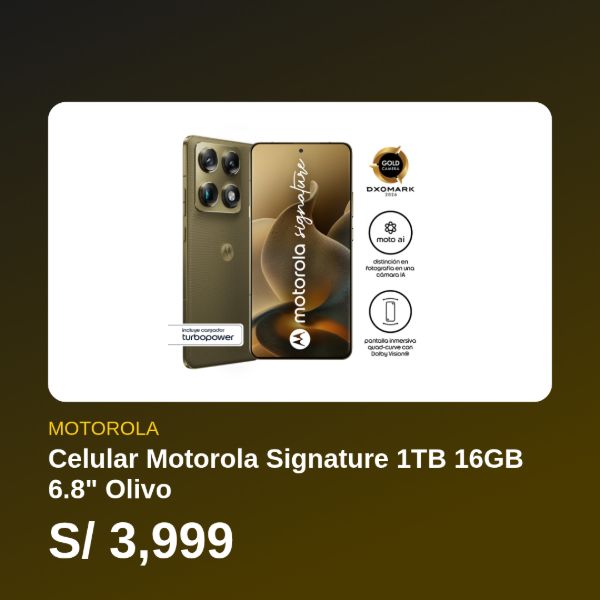 GOLD
CAMERA
DXOMARK
2026
moto ai
distinción en
fotografía en una
cámara IA
motorola signature
incluye cargador
turbopower
pantalla inmersiva
quad-curve con
Dolby Vision®
MOTOROLA
Celular Motorola Signature 1TB 16GB
6.8" Olivo
S/ 3,999